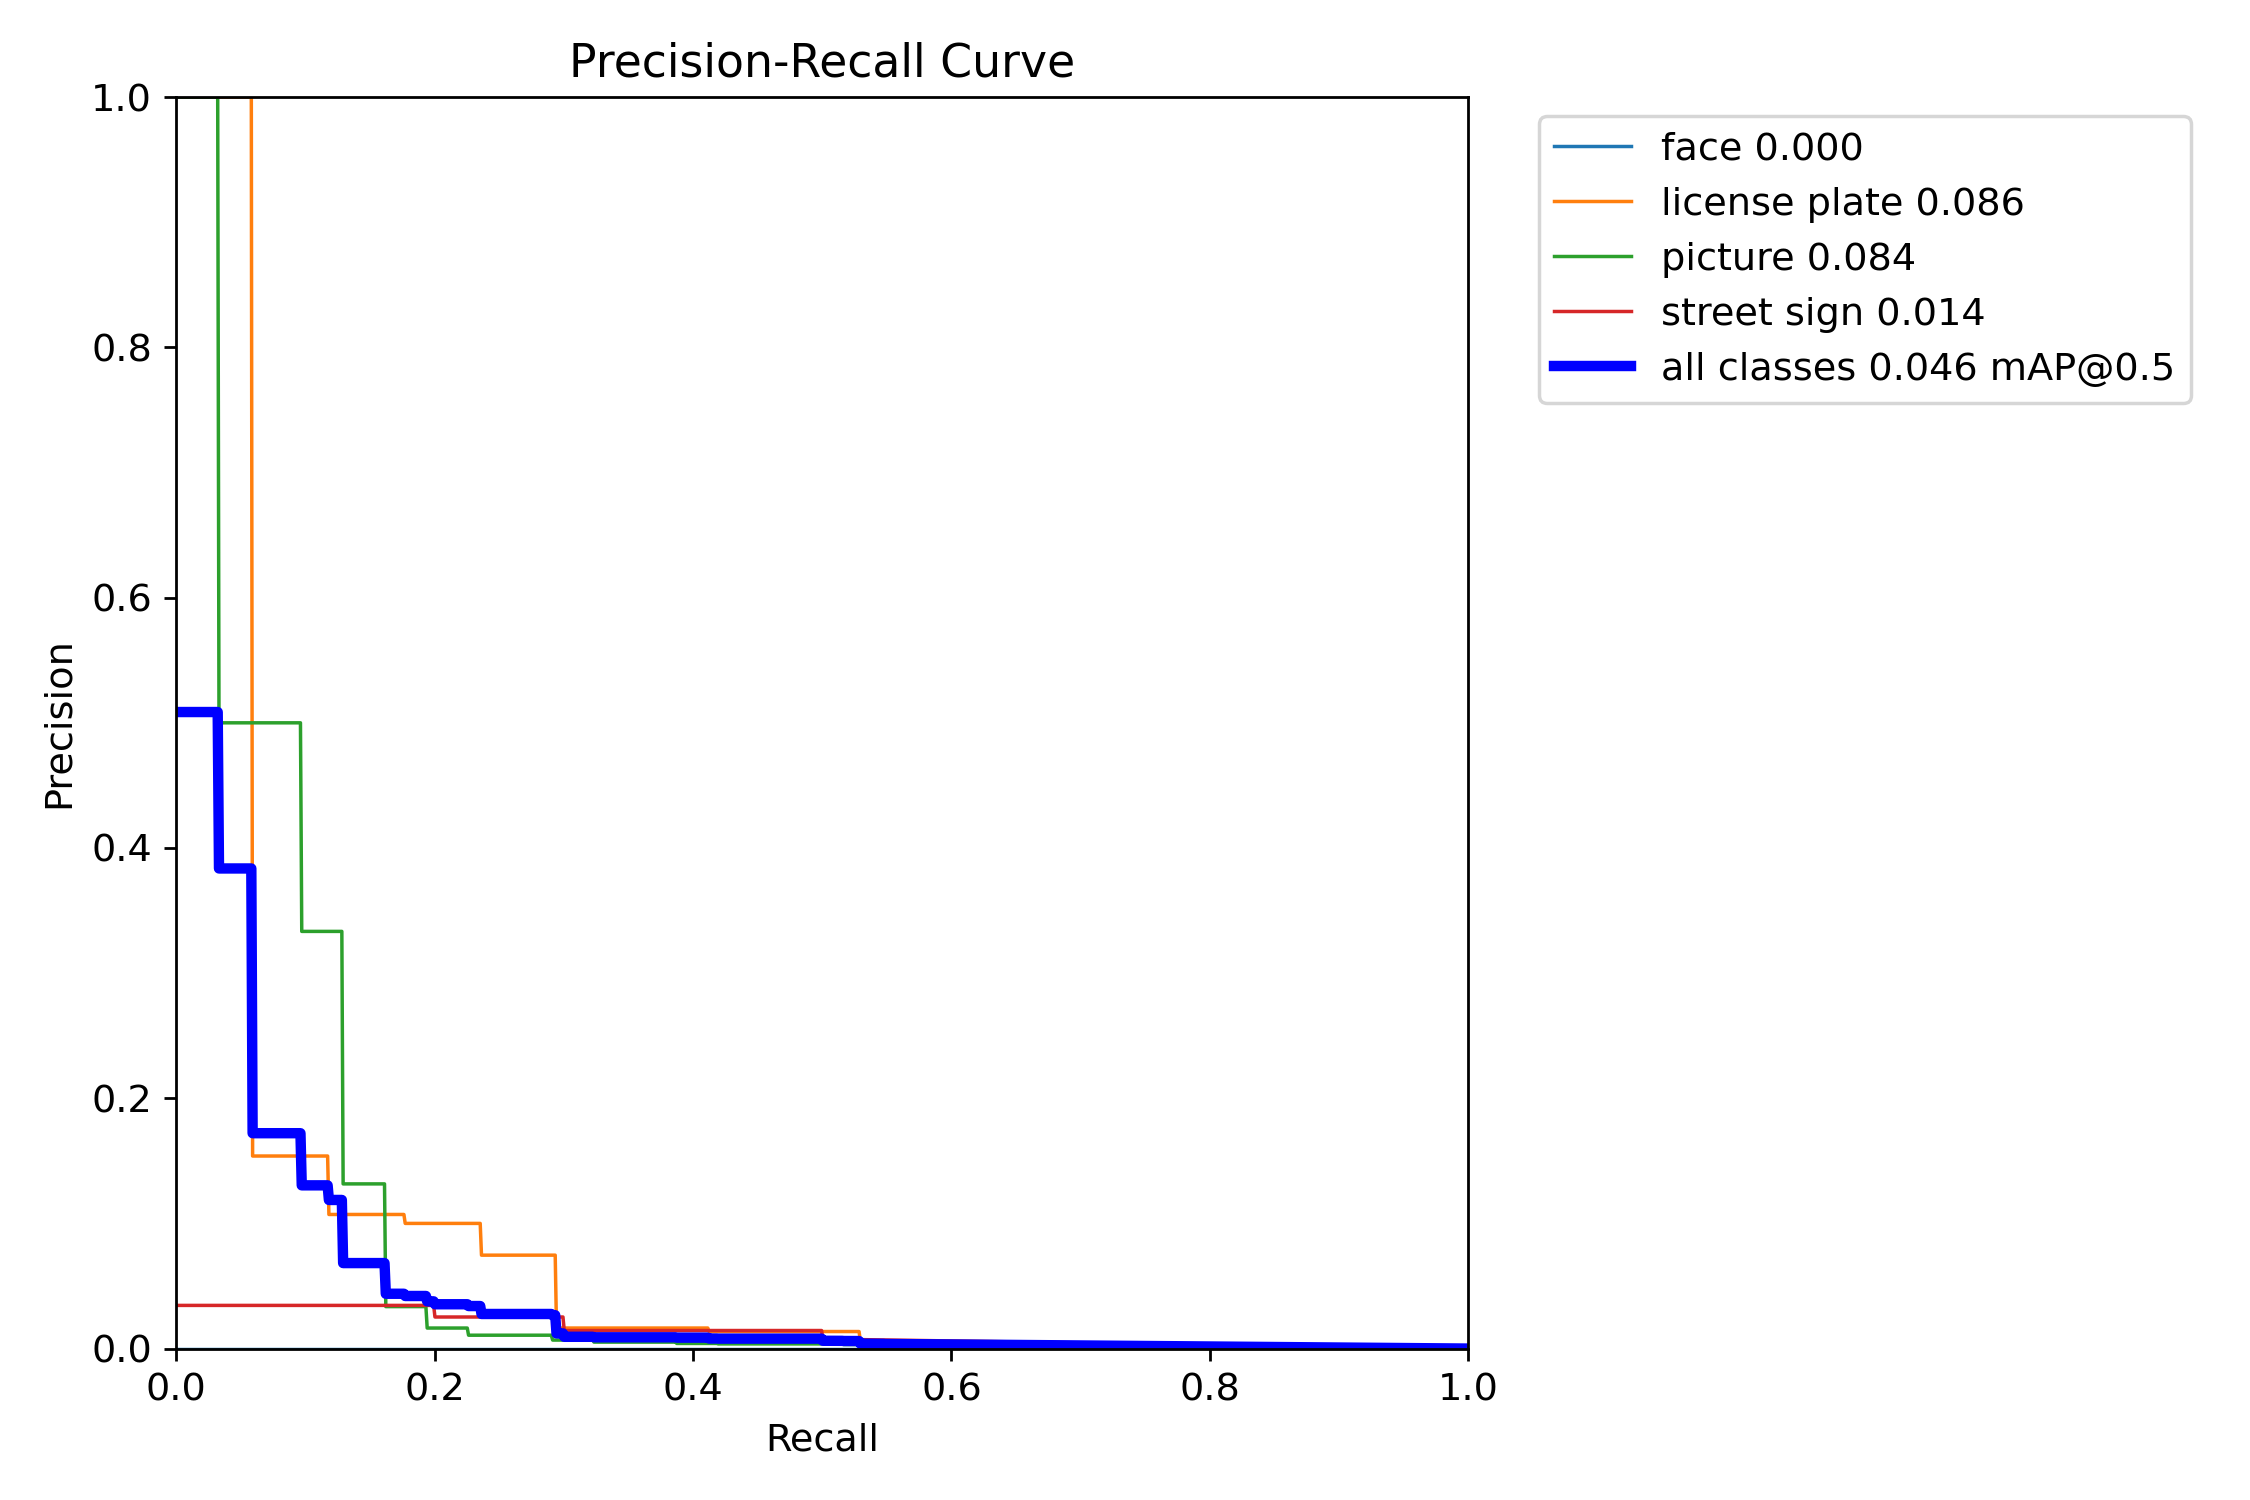 Precision-Recall Curve
1.0
0.8
0.6
0.4
0.2
0.0
Precision
0.0 0.2 0.4 0.6 0.8 1.0
Recall
face 0.000
license plate 0.086
picture 0.084
street sign 0.014
all classes 0.046 mAP@0.5